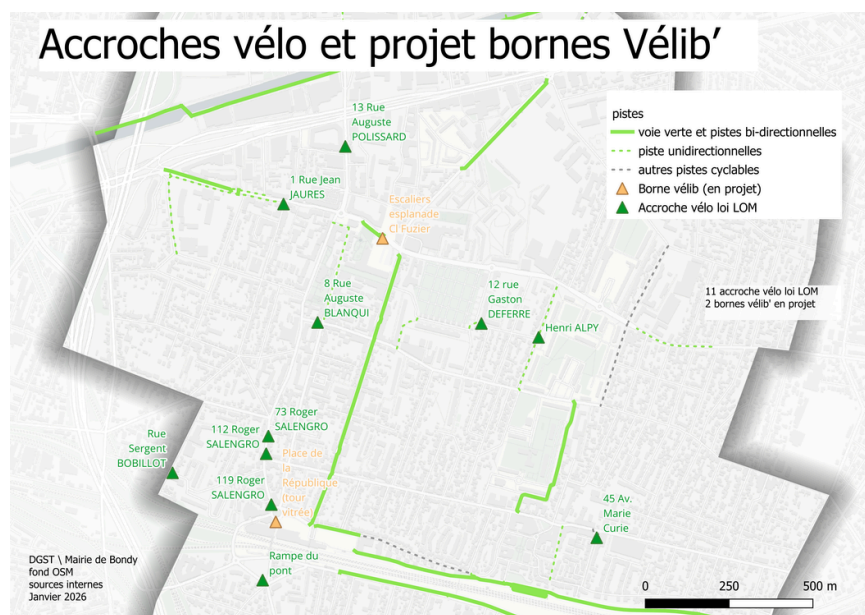 Accroches vélo et projet bornes Vélib’
13 Rue
Auguste
POLISSARD
1 Rue Jean
JAURES
Escaliers
esplanade
Cl Fuzier
pistes
voie verte et pistes bi-directionnelles
piste unidirectionnelles
autres pistes cyclables
Borne vélib (en projet)
Accroche vélo loi LOM
11 accroche vélo loi LOM
2 bornes vélib' en projet
8 Rue
Auguste
BLANQUI
12 rue
Gaston
DEFERRE
Henri ALPY
73 Roger
SALENGRO
112 Roger
SALENGRO
Rue
Sergent
BOBILLOT
Place de
la
République
(tour
vitrée)
119 Roger
SALENGRO
45 Av.
Marie
Curie
Rampe du
pont
DGST \ Mairie de Bondy
fond OSM
sources internes
Janvier 2026
0 250 500 m